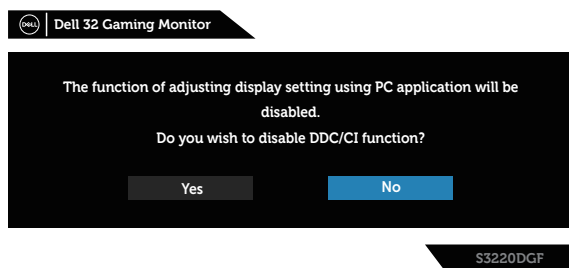 DELL Dell 32 Gaming Monitor
The function of adjusting display setting using PC application will be
disabled.
Do you wish to disable DDC/CI function?
Yes No
S3220DGF